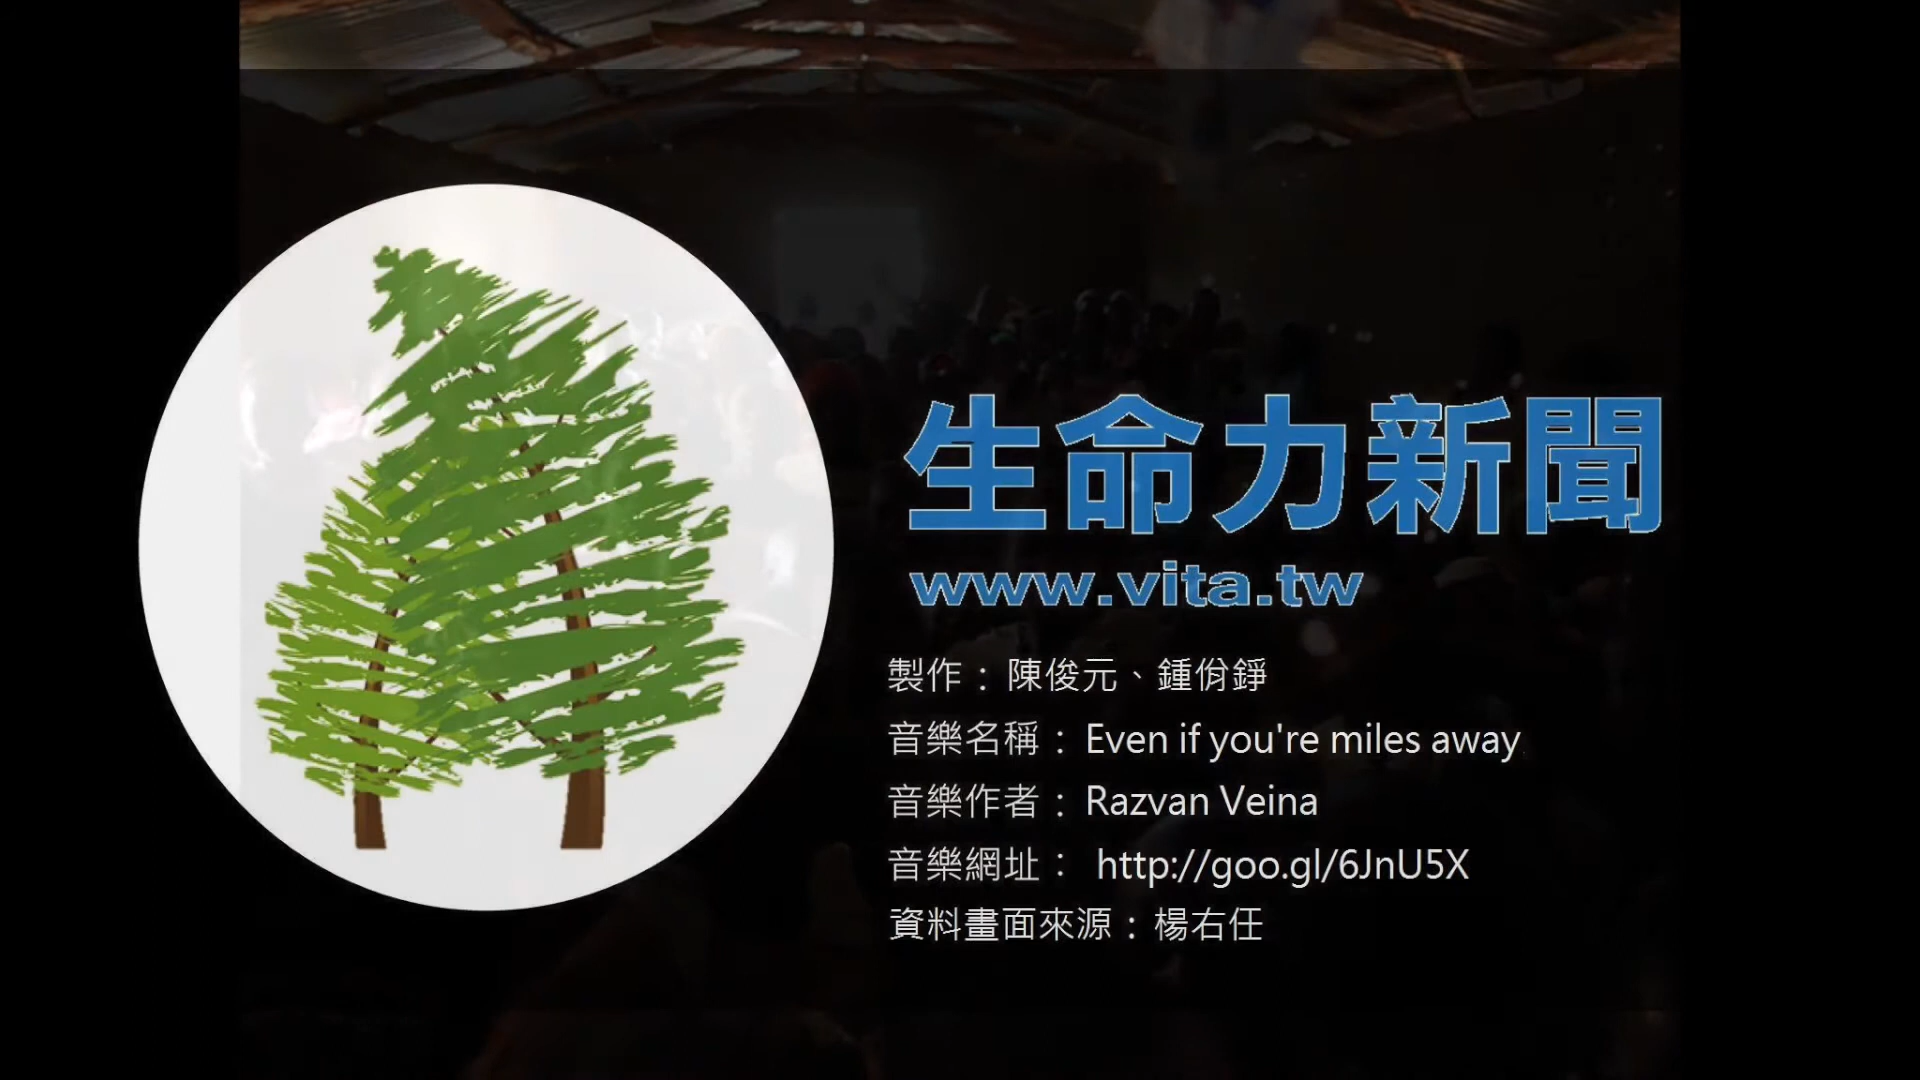 生命力新聞
www.vita.tw
製作：陳俊元、鍾佾錚
音樂名稱：Even if you're miles away
音樂作者：Razvan Veina
音樂網址： http://goo.gl/6JnU5X
資料畫面來源：楊右任